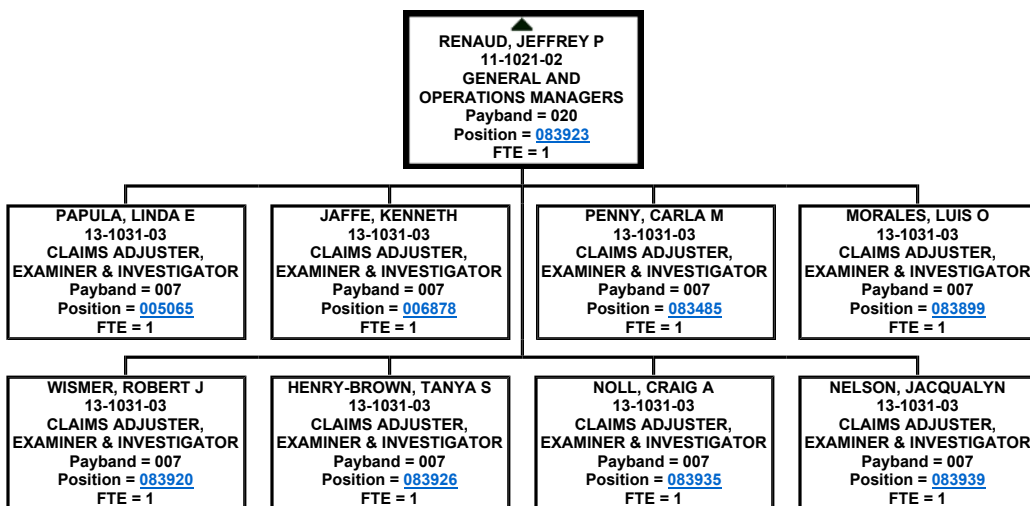 RENAUD, JEFFREY P
11-1021-02
GENERAL AND
OPERATIONS MANAGERS
Payband = 020
Position = 083923
FTE = 1
PAPULA, LINDA E
13-1031-03
CLAIMS ADJUSTER,
EXAMINER & INVESTIGATOR
Payband = 007
Position = 005065
FTE = 1
JAFFE, KENNETH
13-1031-03
CLAIMS ADJUSTER,
EXAMINER & INVESTIGATOR
Payband = 007
Position = 006878
FTE = 1
PENNY, CARLA M
13-1031-03
CLAIMS ADJUSTER,
EXAMINER & INVESTIGATOR
Payband = 007
Position = 083485
FTE = 1
MORALES, LUIS O
13-1031-03
CLAIMS ADJUSTER,
EXAMINER & INVESTIGATOR
Payband = 007
Position = 083899
FTE = 1
WISMER, ROBERT J
13-1031-03
CLAIMS ADJUSTER,
EXAMINER & INVESTIGATOR
Payband = 007
Position = 083920
FTE = 1
HENRY-BROWN, TANYA S
13-1031-03
CLAIMS ADJUSTER,
EXAMINER & INVESTIGATOR
Payband = 007
Position = 083926
FTE = 1
NOLL, CRAIG A
13-1031-03
CLAIMS ADJUSTER,
EXAMINER & INVESTIGATOR
Payband = 007
Position = 083935
FTE = 1
NELSON, JACQUALYN
13-1031-03
CLAIMS ADJUSTER,
EXAMINER & INVESTIGATOR
Payband = 007
Position = 083939
FTE = 1